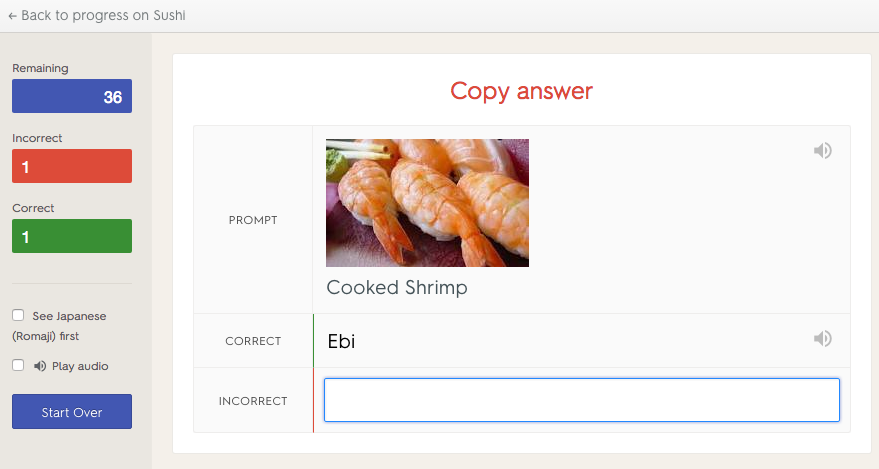 ← Back to progress on Sushi
Remaining
36
Incorrect
1
Correct
1
See Japanese
(Romaji) first
Play audio
Start Over
Copy answer
PROMPT
Cooked Shrimp
CORRECT
Ebi
INCORRECT